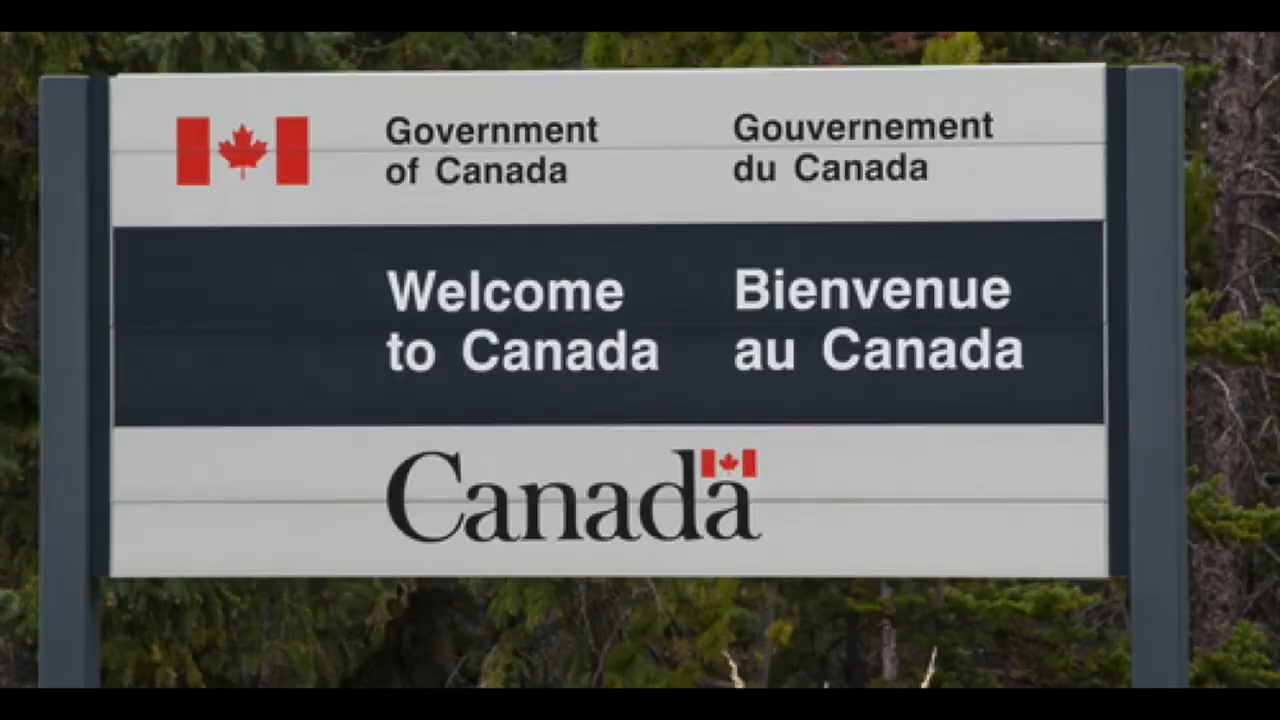 Government
of Canada
Gouvernement
du Canada
Welcome
to Canada
Bienvenue
au Canada
Canada